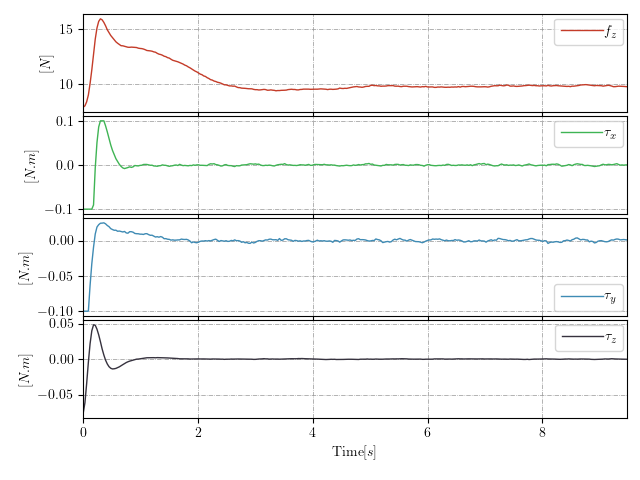 15
10
[N]
f_z
0.1
0.0
−0.1
[N.m]
τ_x
0.00
−0.05
−0.10
[N.m]
τ_y
0.05
0.00
−0.05
[N.m]
τ_z
0 2 4 6 8
Time[s]